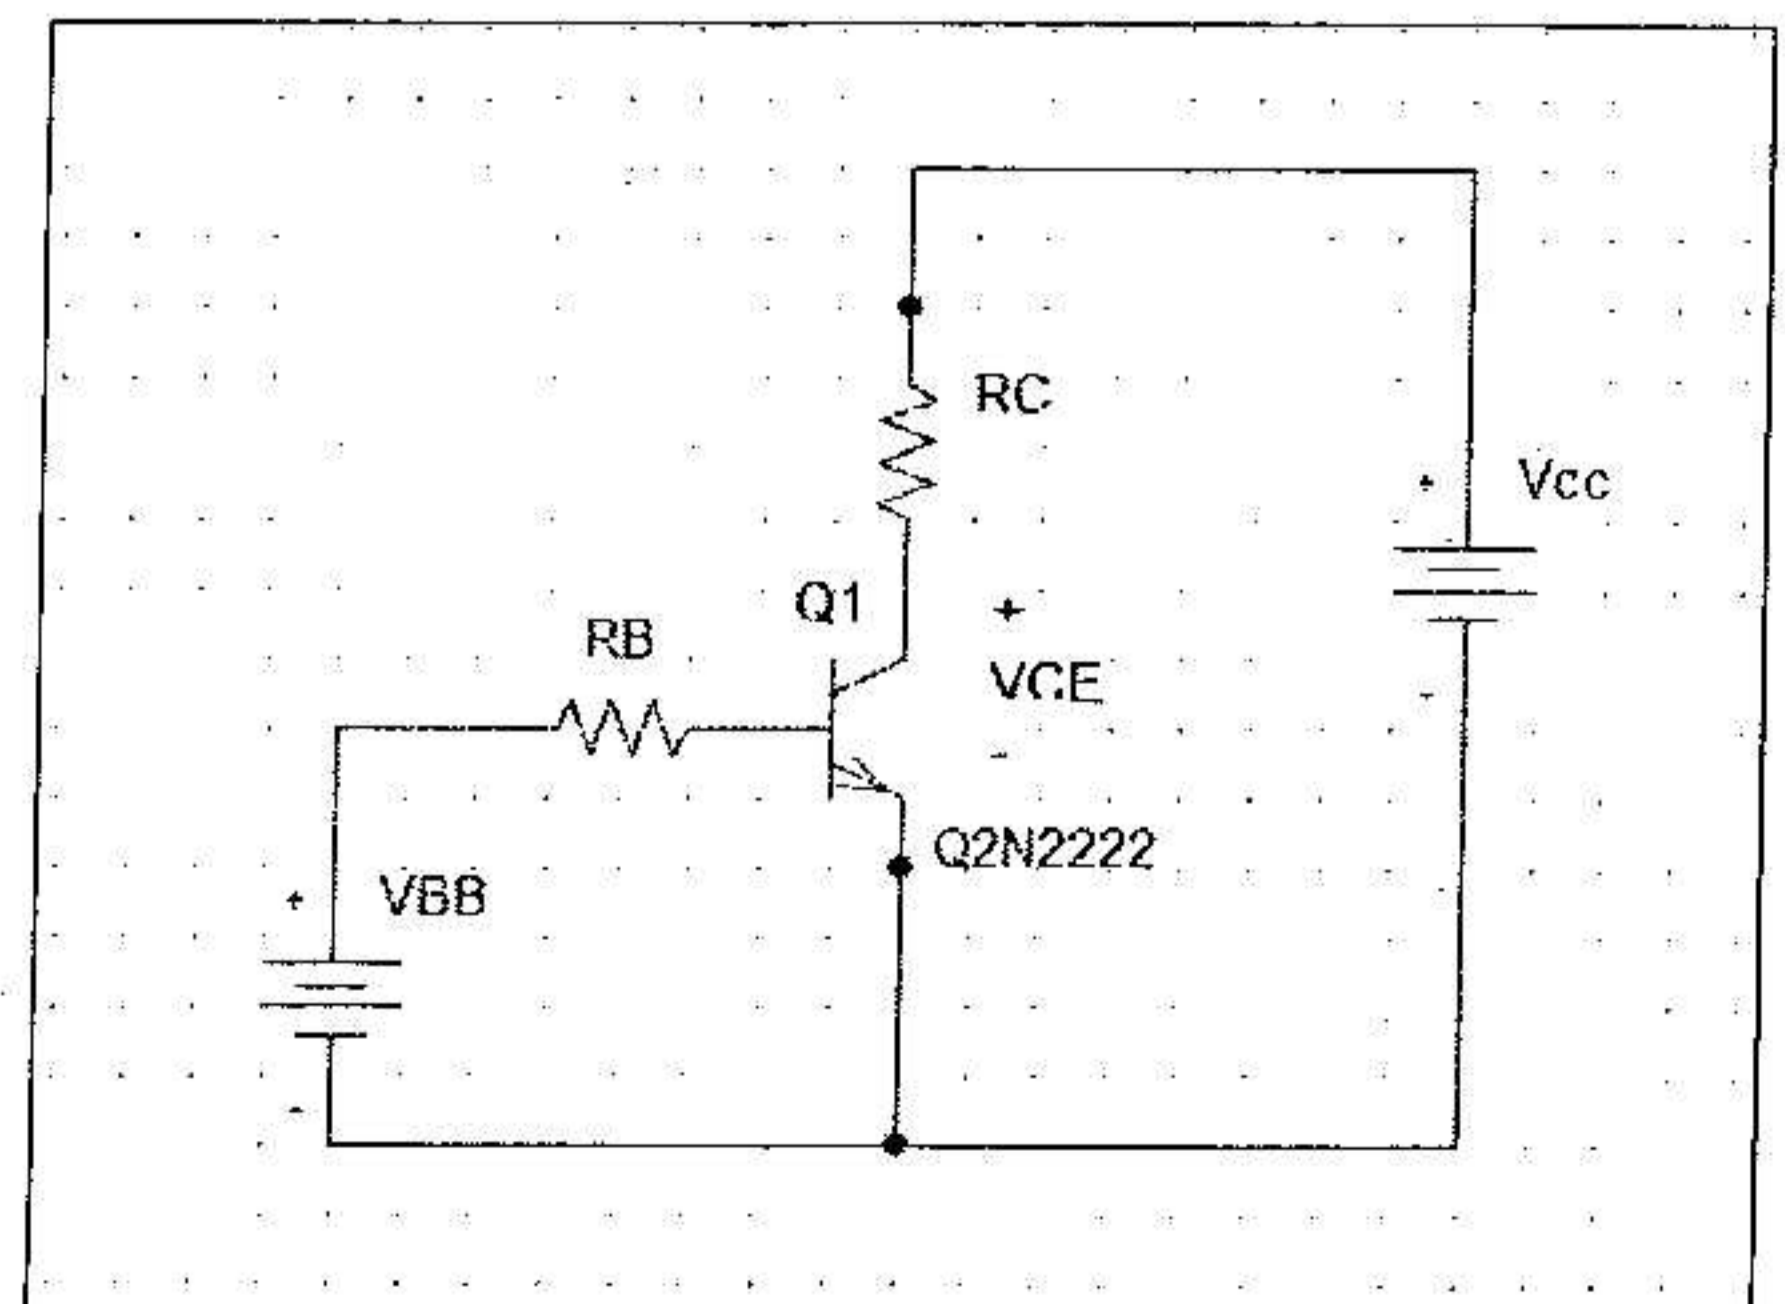 RC
+ Vcc
Q1
+
RB
VCE
-
-
Q2N2222
+ VBB
-